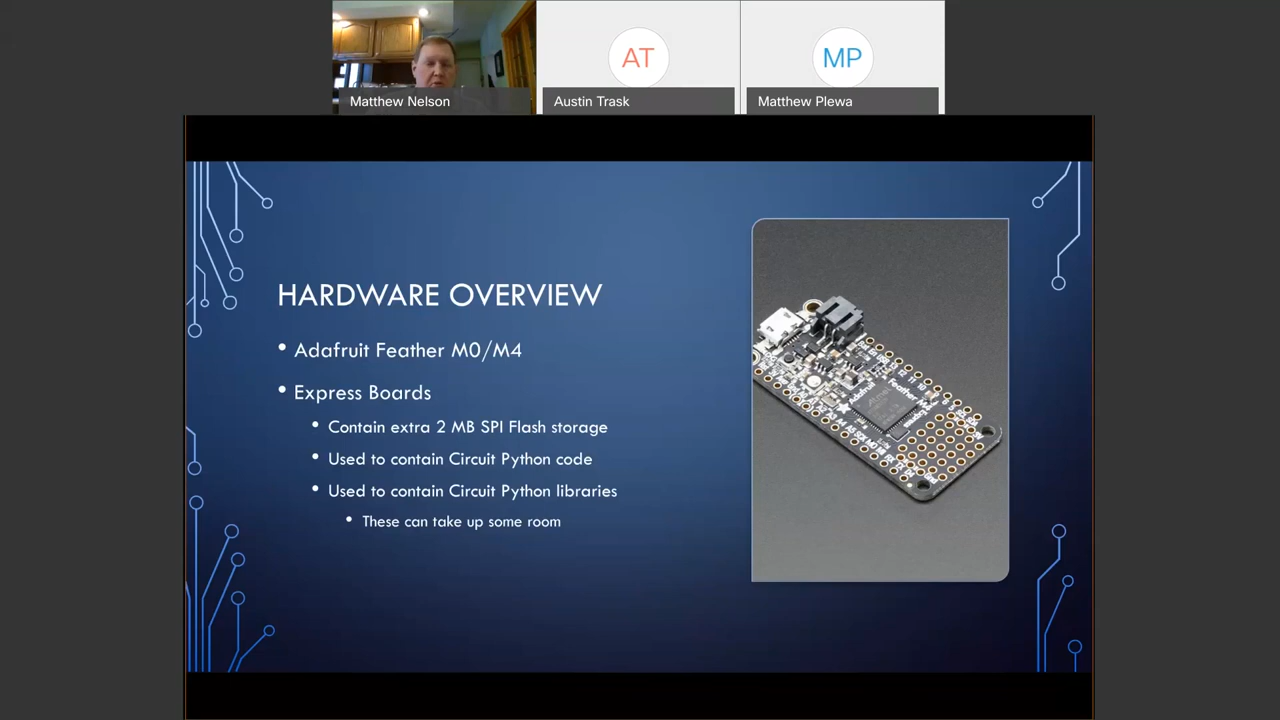 AT
MP
Matthew Nelson
Austin Trask
Matthew Plewa
HARDWARE OVERVIEW
• Adafruit Feather M0/M4
• Express Boards
• Contain extra 2 MB SPI Flash storage
• Used to contain Circuit Python code
• Used to contain Circuit Python libraries
• These can take up some room
Adafruit